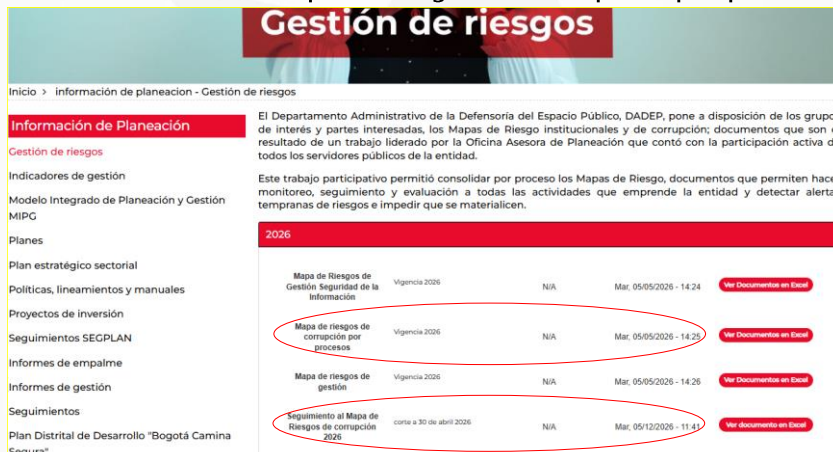 Gestión de riesgos
Inicio > información de planeacion - Gestión de riesgos
Información de Planeación
Gestión de riesgos
Indicadores de gestión
Modelo Integrado de Planeación y Gestión
MIPG
Planes
Plan estratégico sectorial
Políticas, lineamientos y manuales
Proyectos de inversión
Seguimientos SEGPLAN
Informes de empalme
Informes de gestión
Seguimientos
Plan Distrital de Desarrollo "Bogotá Camina
Segura"
El Departamento Administrativo de la Defensoría del Espacio Público, DADEP, pone a disposición de los grupo
de interés y partes interesadas, los Mapas de Riesgo institucionales y de corrupción; documentos que son
resultado de un trabajo liderado por la Oficina Asesora de Planeación que contó con la participación activa d
todos los servidores públicos de la entidad.
Este trabajo participativo permitió consolidar por proceso los Mapas de Riesgo, documentos que permiten hace
monitoreo, seguimiento y evaluación a todas las actividades que emprende la entidad y detectar alerta
tempranas de riesgos e impedir que se materialicen.
2026
Mapa de Riesgos de
Gestión Seguridad de la
Información
Vigencia 2026
N/A
Mar, 05/05/2026 - 14:24
Ver Documentos en Excel
Mapa de riesgos de
corrupción por
procesos
Vigencia 2026
N/A
Mar, 05/05/2026 - 14:25
Ver Documentos en Excel
Mapa de riesgos de
gestión
Vigencia 2026
N/A
Mar, 05/05/2026 - 14:26
Ver Documentos en Excel
Seguimiento al Mapa de
Riesgos de corrupción
2026
corte a 30 de abril 2026
N/A
Mar, 05/12/2026 - 11:41
Ver documento en Excel